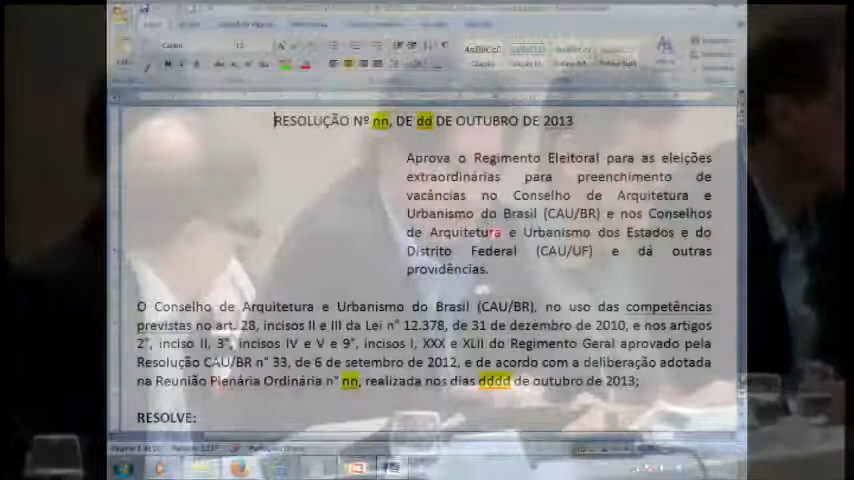 RESOLUÇÃO Nº nn, DE dd DE OUTUBRO DE 2013
Aprova o Regimento Eleitoral para as eleições
extraordinárias para preenchimento de
vacâncias no Conselho de Arquitetura e
Urbanismo do Brasil (CAU/BR) e nos Conselhos
de Arquitetura e Urbanismo dos Estados e do
Distrito Federal (CAU/UF) e dá outras
providências.
O Conselho de Arquitetura e Urbanismo do Brasil (CAU/BR), no uso das competências
previstas no art. 28, incisos II e III da Lei n° 12.378, de 31 de dezembro de 2010, e nos artigos
2°, inciso II, 3°, incisos IV e V e 9°, incisos I, XXX e XLII do Regimento Geral aprovado pela
Resolução CAU/BR n° 33, de 6 de setembro de 2012, e de acordo com a deliberação adotada
na Reunião Plenária Ordinária n° nn, realizada nos dias dddd de outubro de 2013;
RESOLVE: